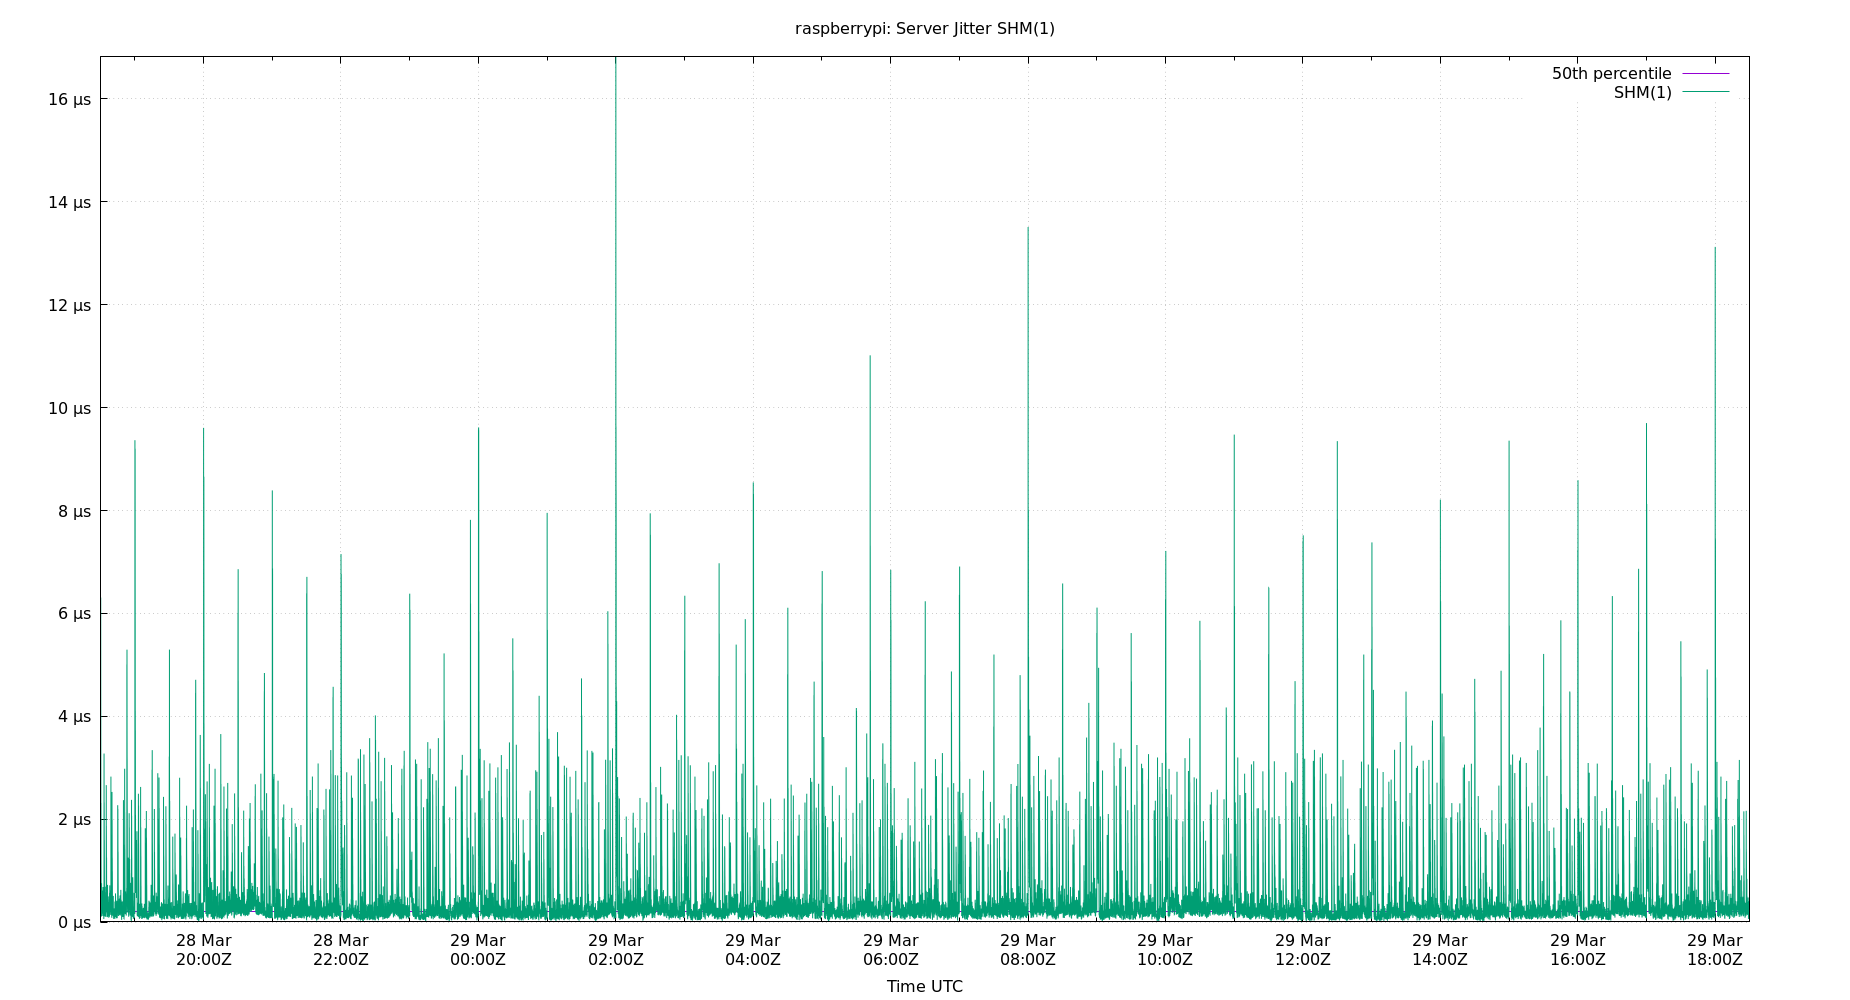 raspberrypi: Server Jitter SHM(1)
50th percentile
SHM(1)
16 µs
14 µs
12 µs
10 µs
8 µs
6 µs
4 µs
2 µs
0 µs
28 Mar 28 Mar 29 Mar 29 Mar 29 Mar 29 Mar 29 Mar 29 Mar 29 Mar 29 Mar 29 Mar 29 Mar
20:00Z 22:00Z 00:00Z 02:00Z 04:00Z 06:00Z 08:00Z 10:00Z 12:00Z 14:00Z 16:00Z 18:00Z
Time UTC